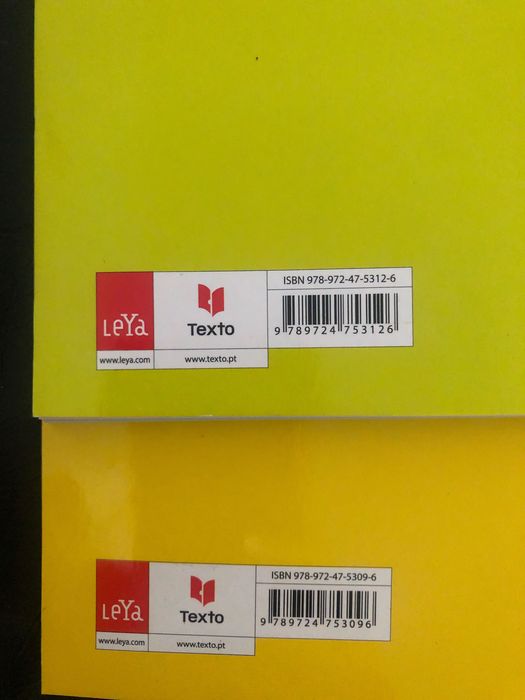 ISBN 978-972-47-5312-6
LeYa
Texto
9 789724 753126
www.leya.com
www.texto.pt
ISBN 978-972-47-5309-6
LeYa
Texto
9 789724 753096
www.leya.com
www.texto.pt